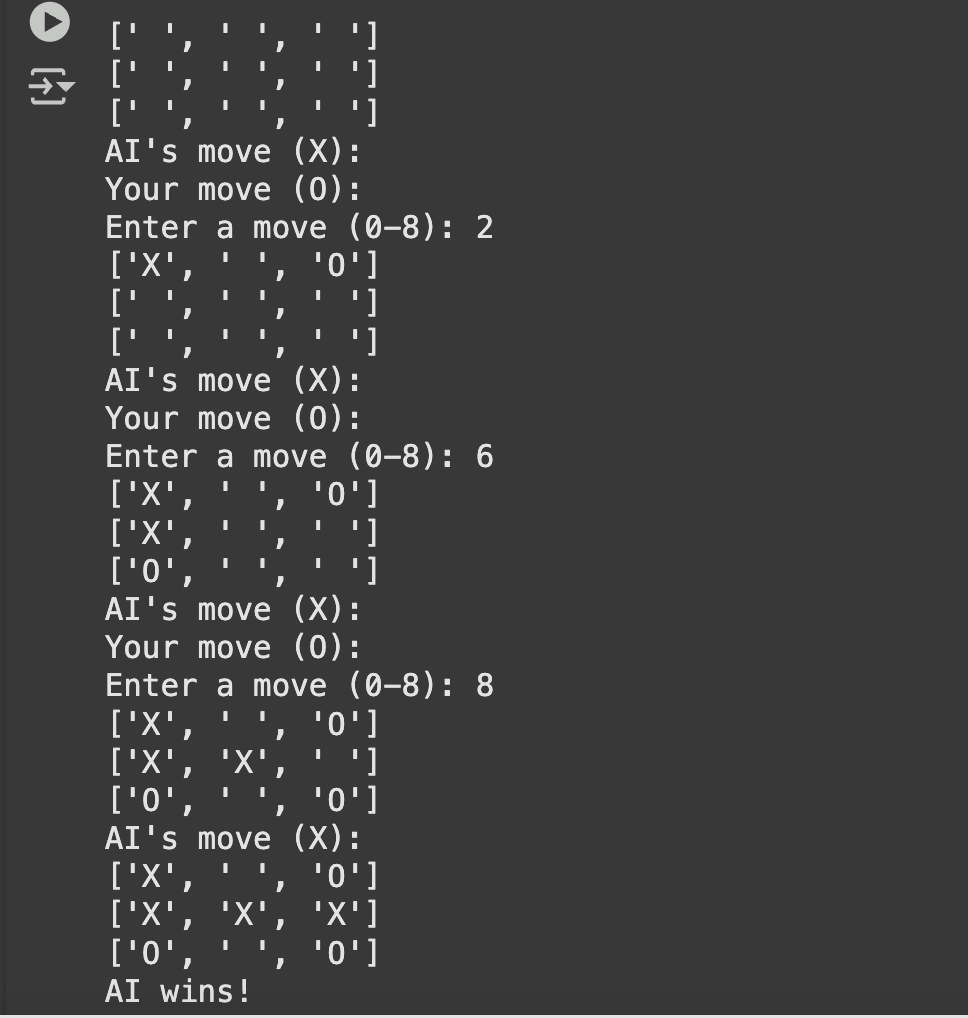 [' ', ' ', ' ']
[' ', ' ', ' ']
[' ', ' ', ' ']
AI's move (X):
Your move (O):
Enter a move (0-8): 2
['X', ' ', 'O']
[' ', ' ', ' ']
[' ', ' ', ' ']
AI's move (X):
Your move (O):
Enter a move (0-8): 6
['X', ' ', 'O']
['X', ' ', ' ']
['O', ' ', ' ']
AI's move (X):
Your move (O):
Enter a move (0-8): 8
['X', ' ', 'O']
['X', 'X', ' ']
['O', ' ', 'O']
AI's move (X):
['X', ' ', 'O']
['X', 'X', 'X']
['O', ' ', 'O']
AI wins!